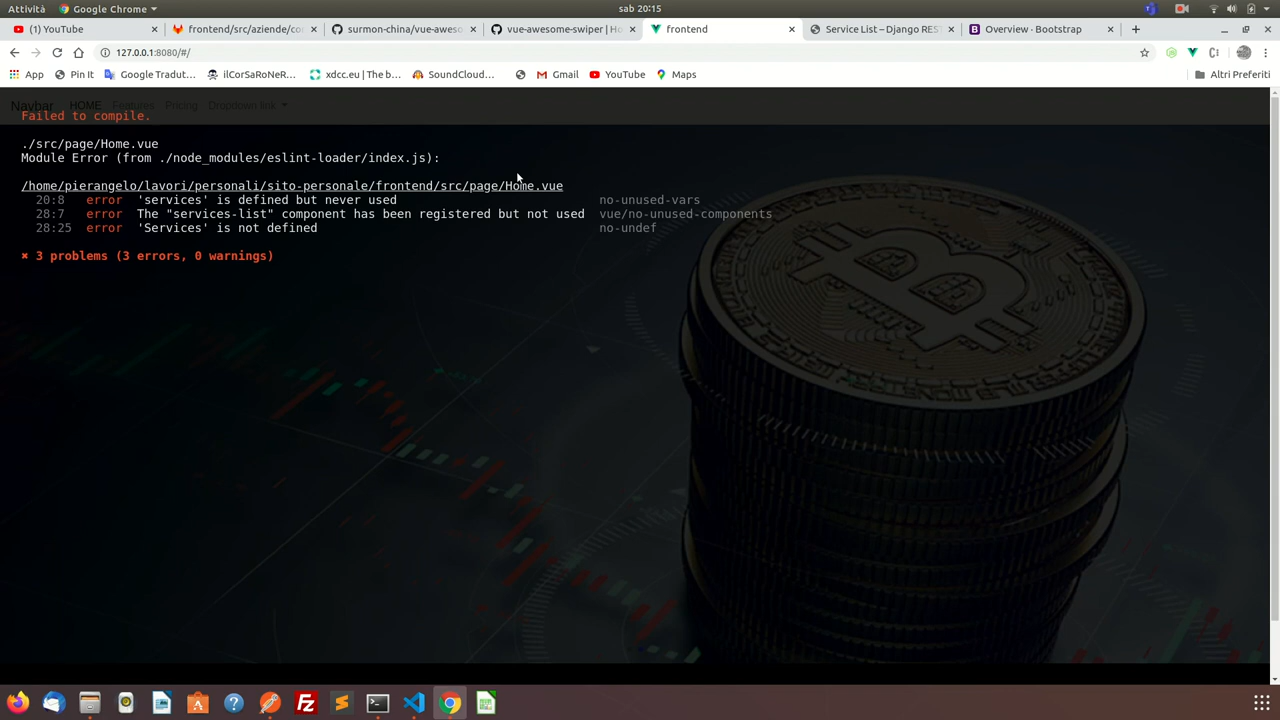 Attività Google Chrome sab 20:15
(1) YouTube frontend/src/aziende/co surmon-china/vue-aweso vue-awesome-swiper | Ho frontend Service List – Django RES Overview · Bootstrap
127.0.0.1:8080/#/
App Pin It Google Tradut... ilCorSaRoNeR... xdcc.eu | The b... SoundCloud... Gmail YouTube Maps Altri Preferiti
Navbar HOME Features Pricing Dropdown link
Failed to compile.
./src/page/Home.vue
Module Error (from ./node_modules/eslint-loader/index.js):
/home/pierangelo/lavori/personali/sito-personale/frontend/src/page/Home.vue
20:8 error 'services' is defined but never used no-unused-vars
28:7 error The "services-list" component has been registered but not used vue/no-unused-components
28:25 error 'Services' is not defined no-undef
✖ 3 problems (3 errors, 0 warnings)